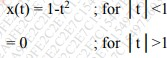 x(t) = 1-t² ; for │t│<1
= 0 ; for │t│>1